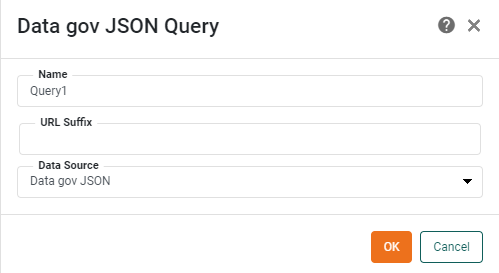 Data gov JSON Query
Name
Query1
URL Suffix
Data Source
Data gov JSON
OK
Cancel